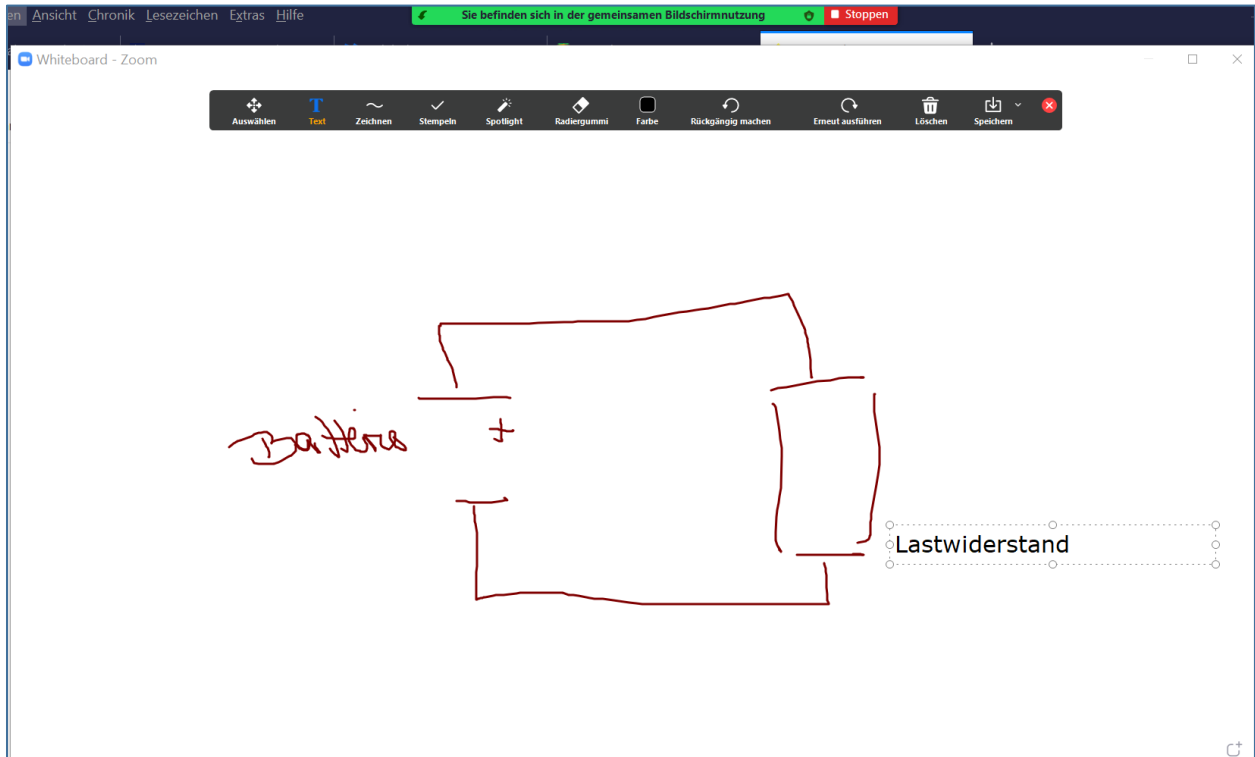 en Ansicht Chronik Lesezeichen Extras Hilfe
Sie befinden sich in der gemeinsamen Bildschirmnutzung
Stoppen
Whiteboard - Zoom
Auswählen Text Zeichnen Stempeln Spotlight Radiergummi Farbe Rückgängig machen Erneut ausführen Löschen Speichern
Batterie
+
Lastwiderstand